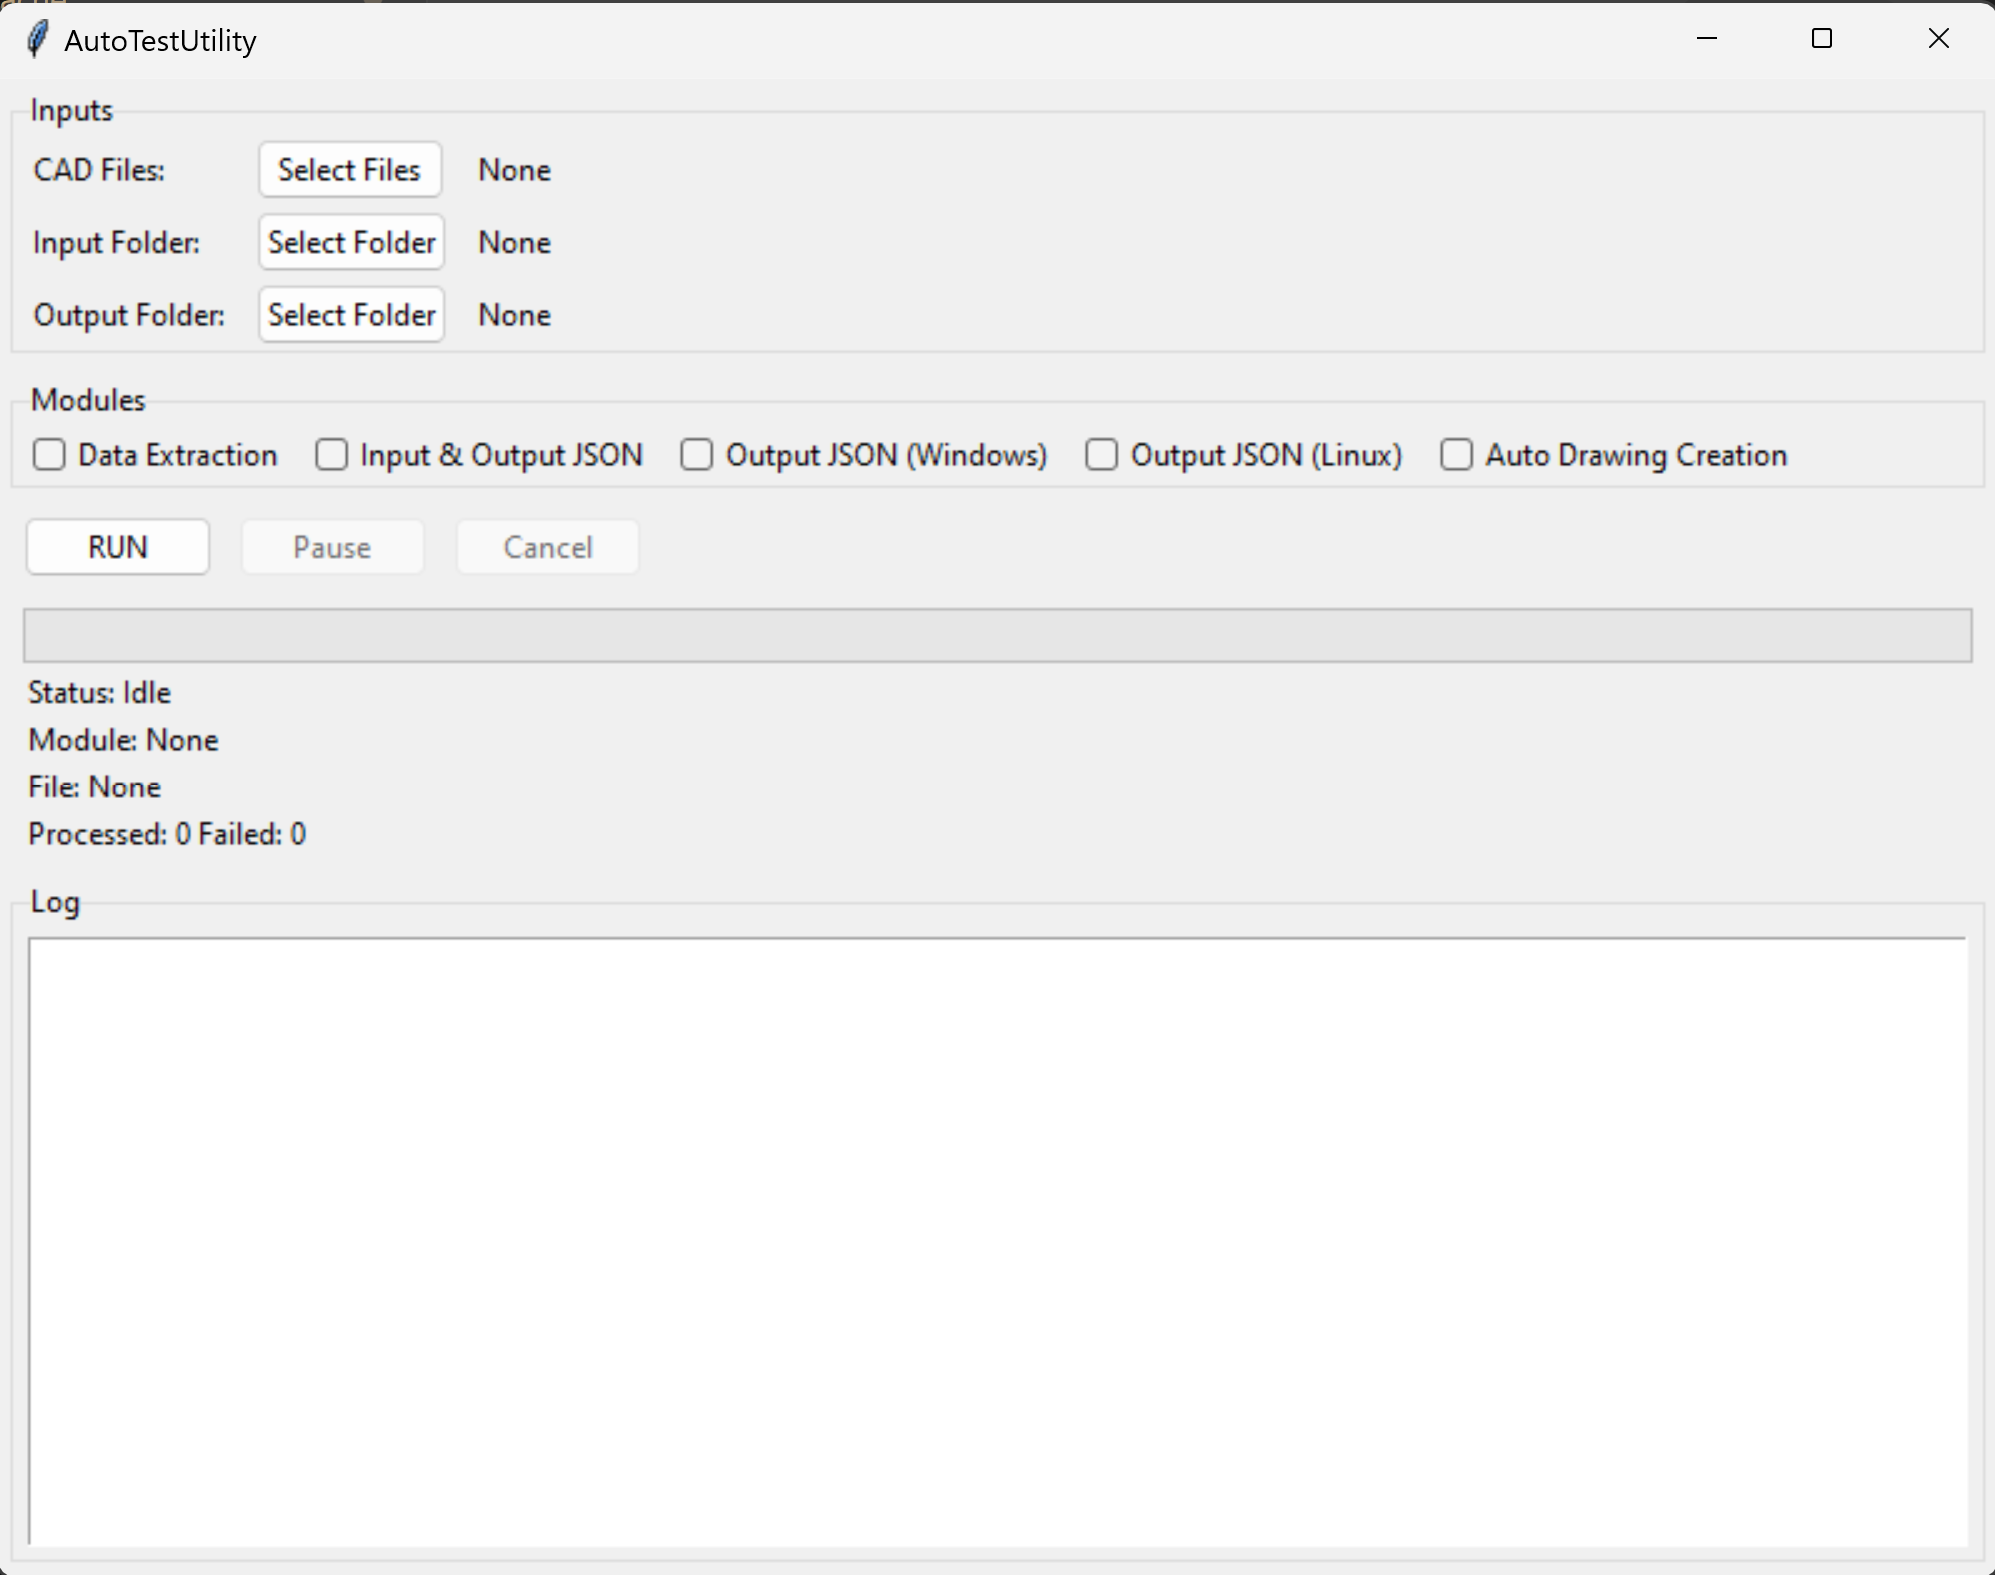 AutoTestUtility
Inputs
CAD Files: Select Files None
Input Folder: Select Folder None
Output Folder: Select Folder None
Modules
Data Extraction Input & Output JSON Output JSON (Windows) Output JSON (Linux) Auto Drawing Creation
RUN Pause Cancel
Status: Idle
Module: None
File: None
Processed: 0 Failed: 0
Log